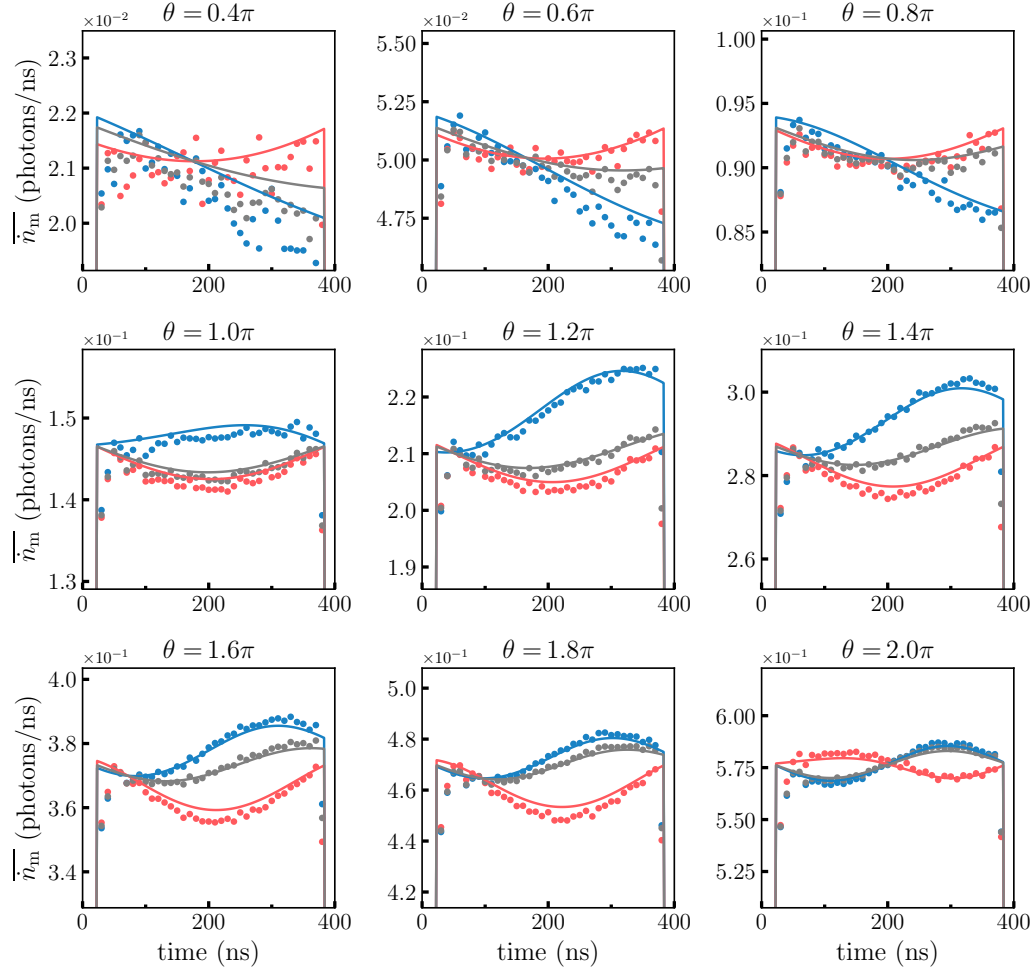 θ = 0.4π θ = 0.6π θ = 0.8π
×10⁻² ×10⁻² ×10⁻¹
2.3 5.50 1.00
2.2 5.25 0.95
2.1 5.00 0.90
2.0 4.75 0.85
ṅₘ (photons/ns)
0 200 400 0 200 400 0 200 400
θ = 1.0π θ = 1.2π θ = 1.4π
×10⁻¹ ×10⁻¹ ×10⁻¹
1.5 2.2 3.0
1.4 2.1 2.8
1.3 2.0 2.6
1.9
ṅₘ (photons/ns)
0 200 400 0 200 400 0 200 400
θ = 1.6π θ = 1.8π θ = 2.0π
×10⁻¹ ×10⁻¹ ×10⁻¹
4.0 5.0 6.00
3.8 4.8 5.75
3.6 4.6 5.50
3.4 4.4 5.25
4.2
ṅₘ (photons/ns)
0 200 400 0 200 400 0 200 400
time (ns) time (ns) time (ns)